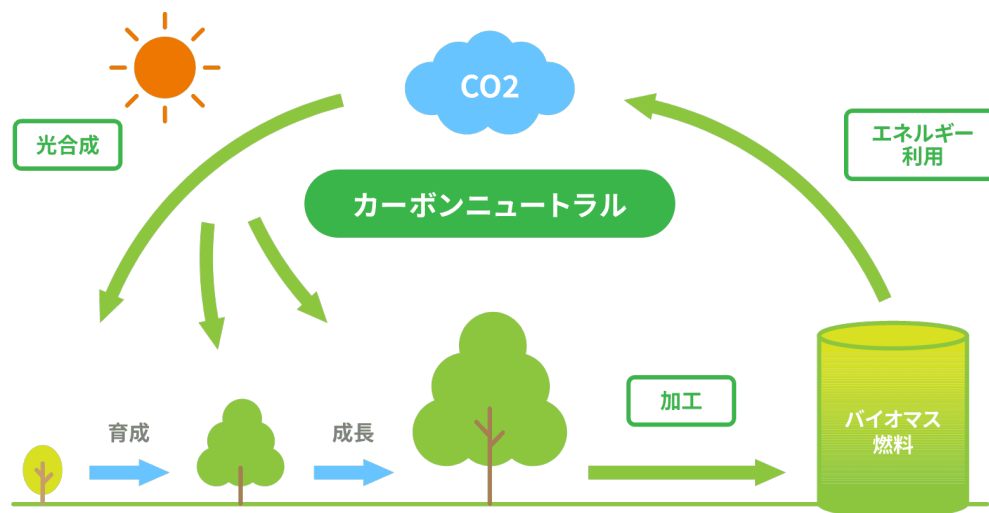 CO2
光合成
エネルギー
利用
カーボンニュートラル
育成
成長
加工
バイオマス
燃料